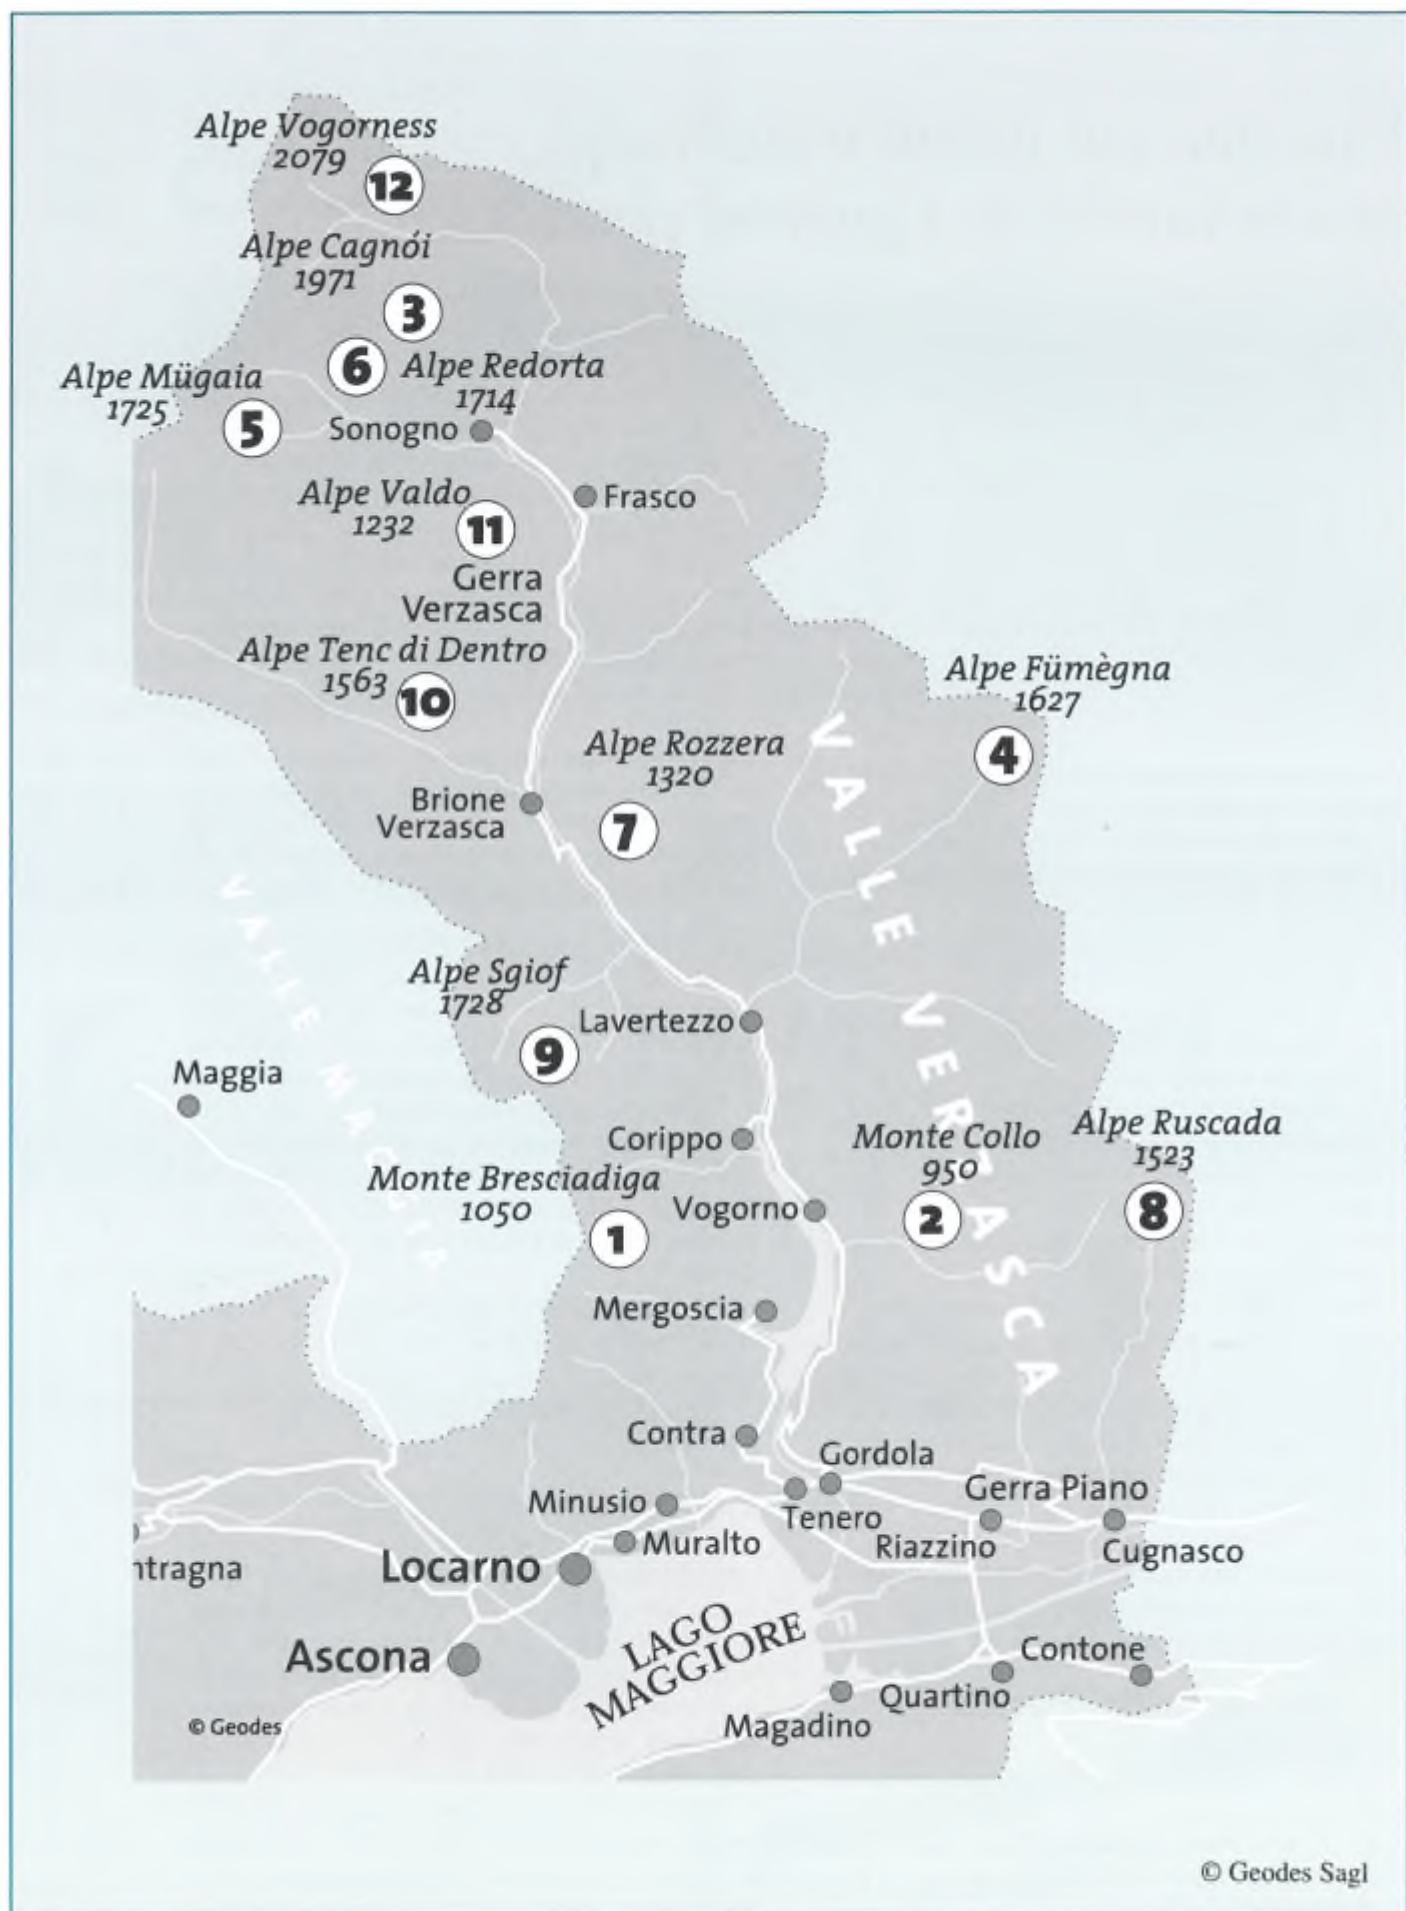 Alpe Vogorness
2079
12
Alpe Cagnói
1971
3
6
Alpe Redorta
1714
Alpe Mügaia
1725
5
Sonogno
Alpe Valdo
1232
11
Frasco
Gerra
Verzasca
Alpe Tenc di Dentro
1563
10
Alpe Fümègna
1627
4
Alpe Rozzera
1320
7
Brione
Verzasca
VALLE VERZASCA
VALLE MAGGIA
Alpe Sgiof
1728
9
Lavertezzo
Maggia
Corippo
Monte Collo
950
2
Alpe Ruscada
1523
8
Monte Bresciadiga
1050
1
Vogorno
Mergoscia
Contra
Gordola
Gerra Piano
Minusio
Tenero
Riazzino
Cugnasco
Muralto
ntragna
Locarno
LAGO
MAGGIORE
Ascona
Contone
Quartino
Magadino
© Geodes
© Geodes Sagl